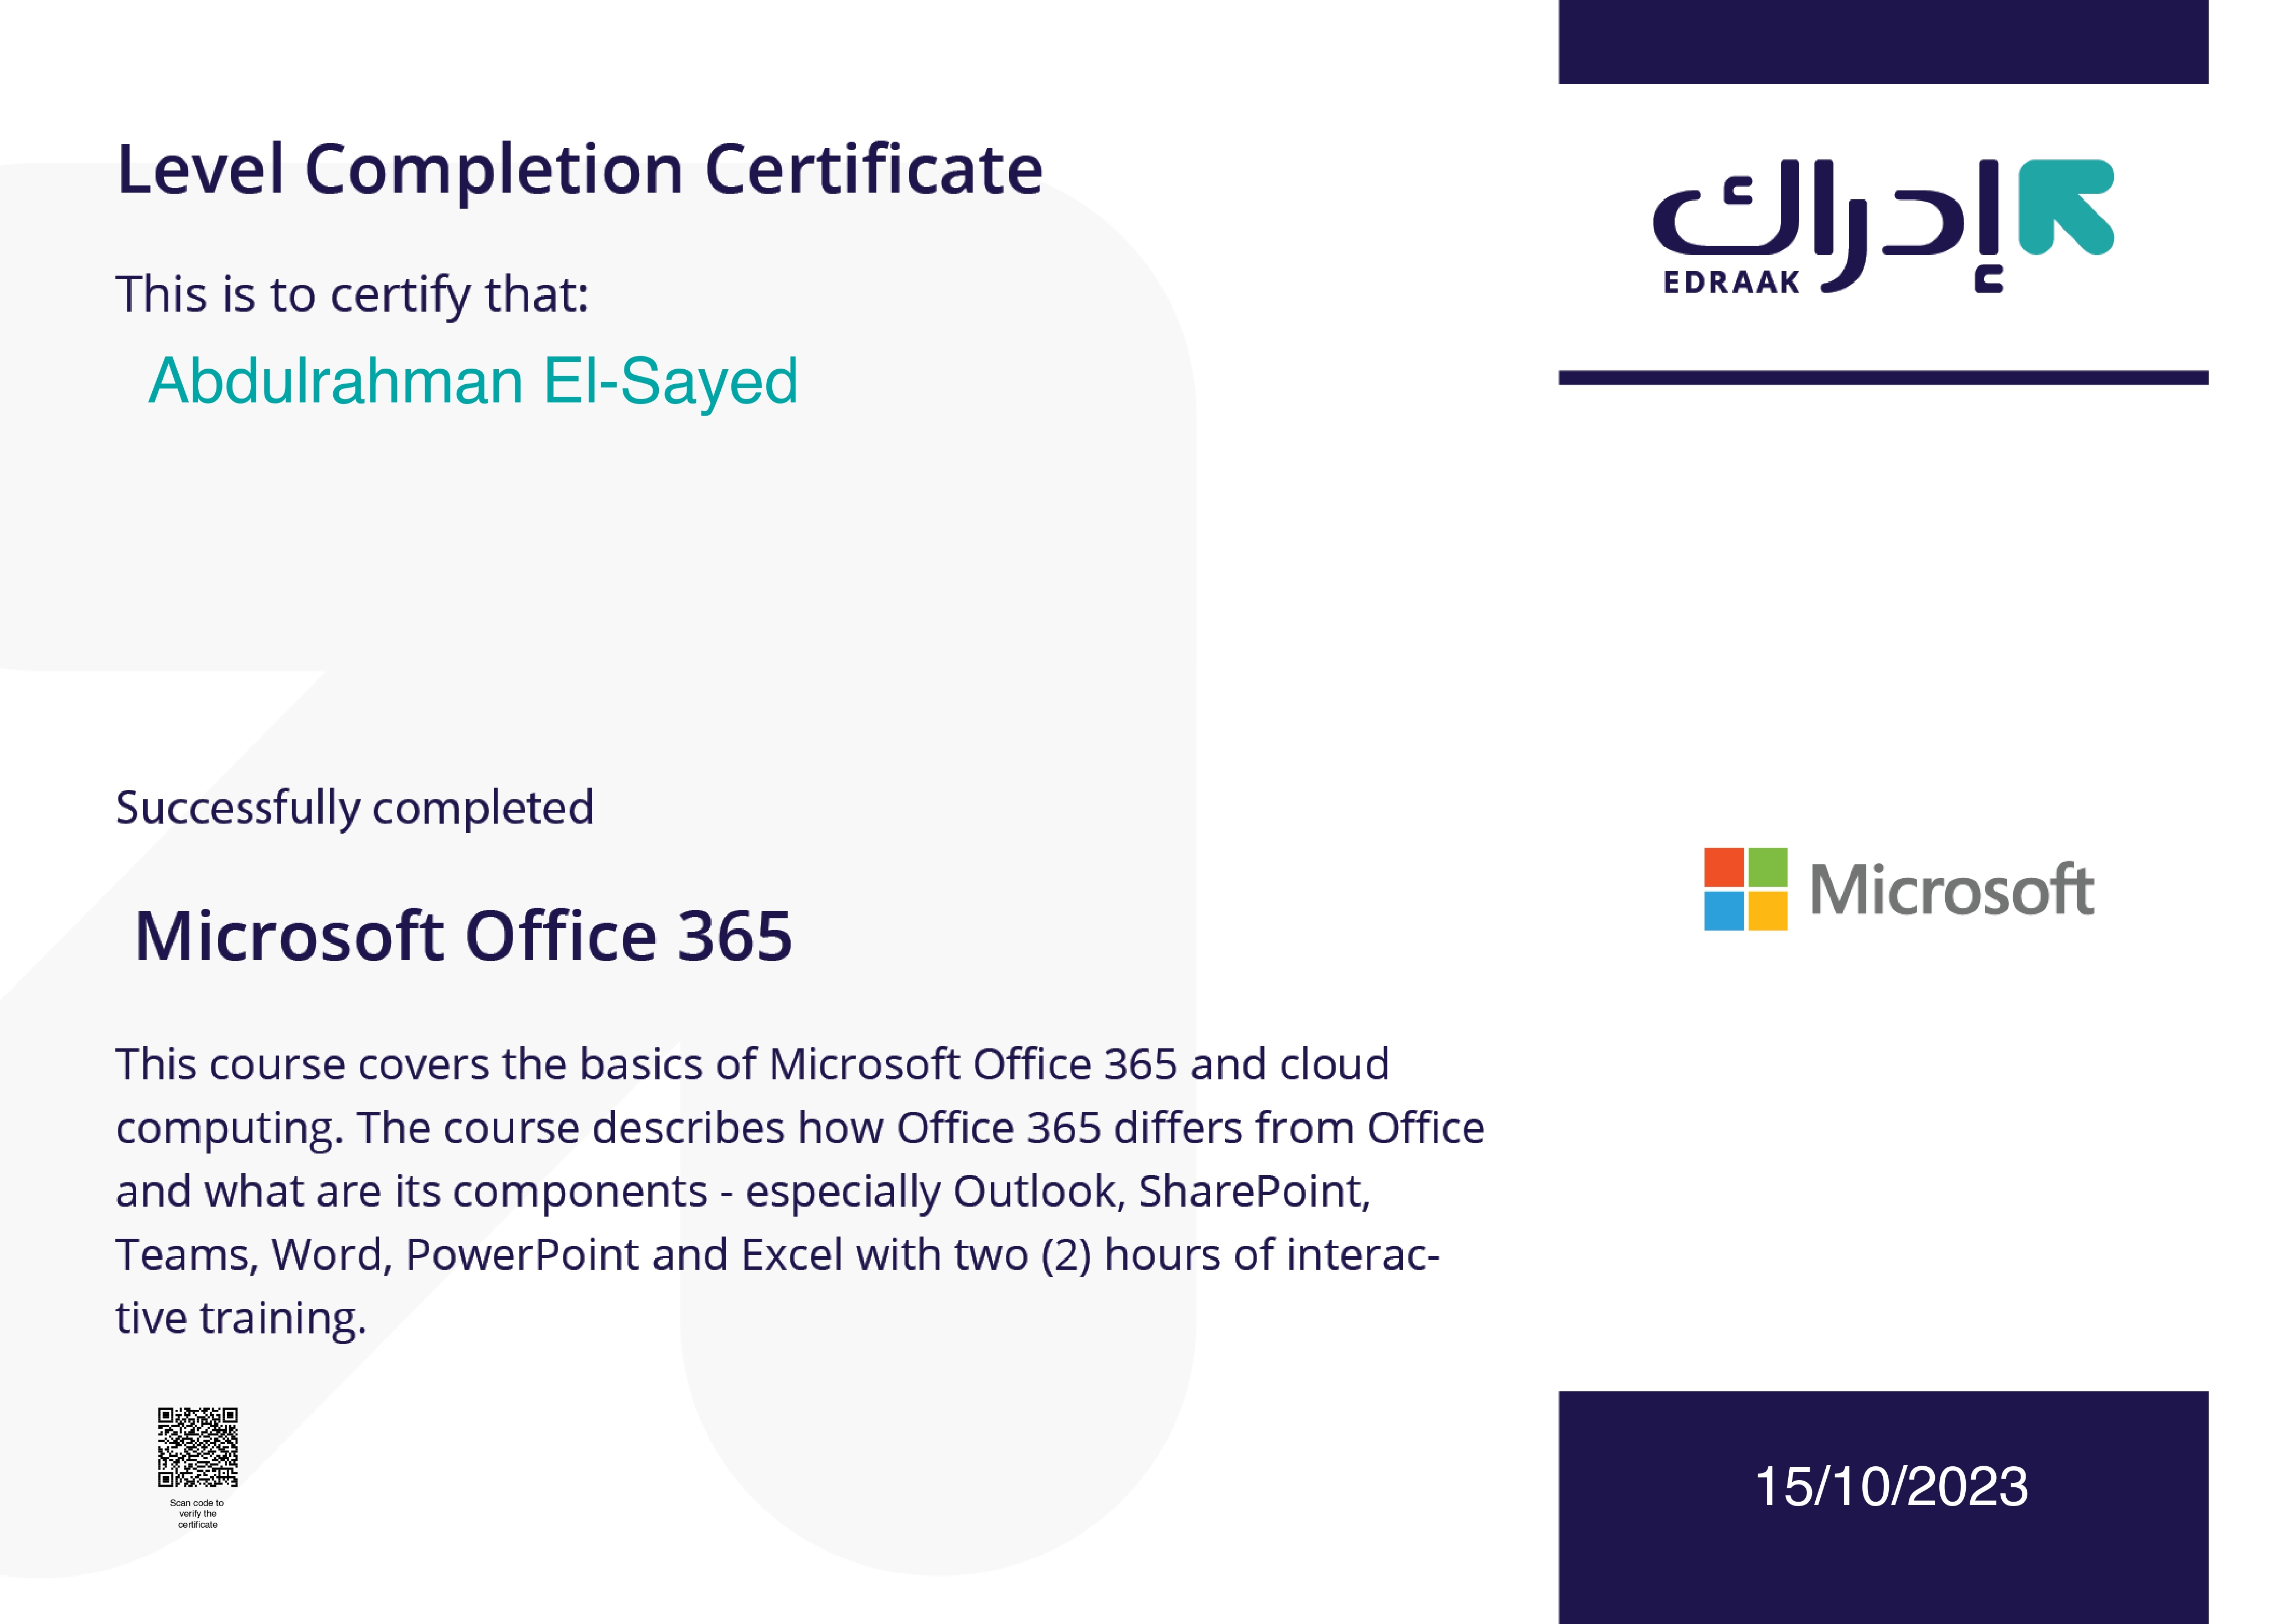 Level Completion Certificate
This is to certify that:
Abdulrahman El-Sayed
Successfully completed
Microsoft Office 365
This course covers the basics of Microsoft Office 365 and cloud
computing. The course describes how Office 365 differs from Office
and what are its components - especially Outlook, SharePoint,
Teams, Word, PowerPoint and Excel with two (2) hours of interac-
tive training.
Scan code to
verify the
certificate
إدراك
EDRAAK
Microsoft
15/10/2023